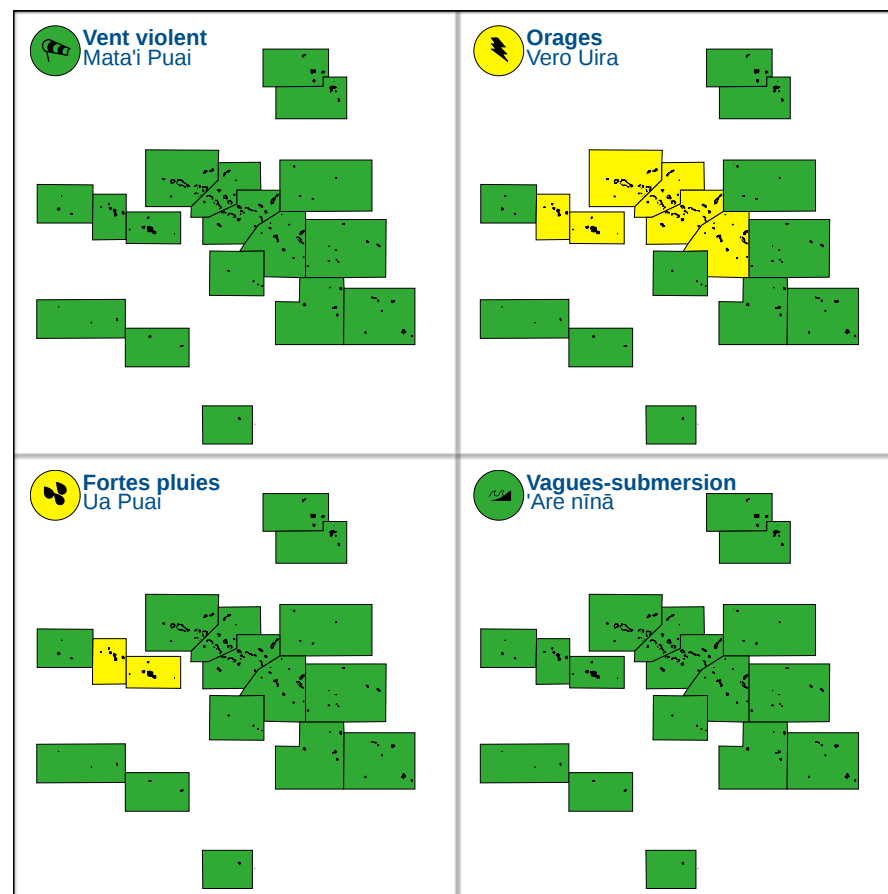 Vent violent
Mata'i Puai
Orages
Vero Uira
Fortes pluies
Ua Puai
Vagues-submersion
'Are nīnā